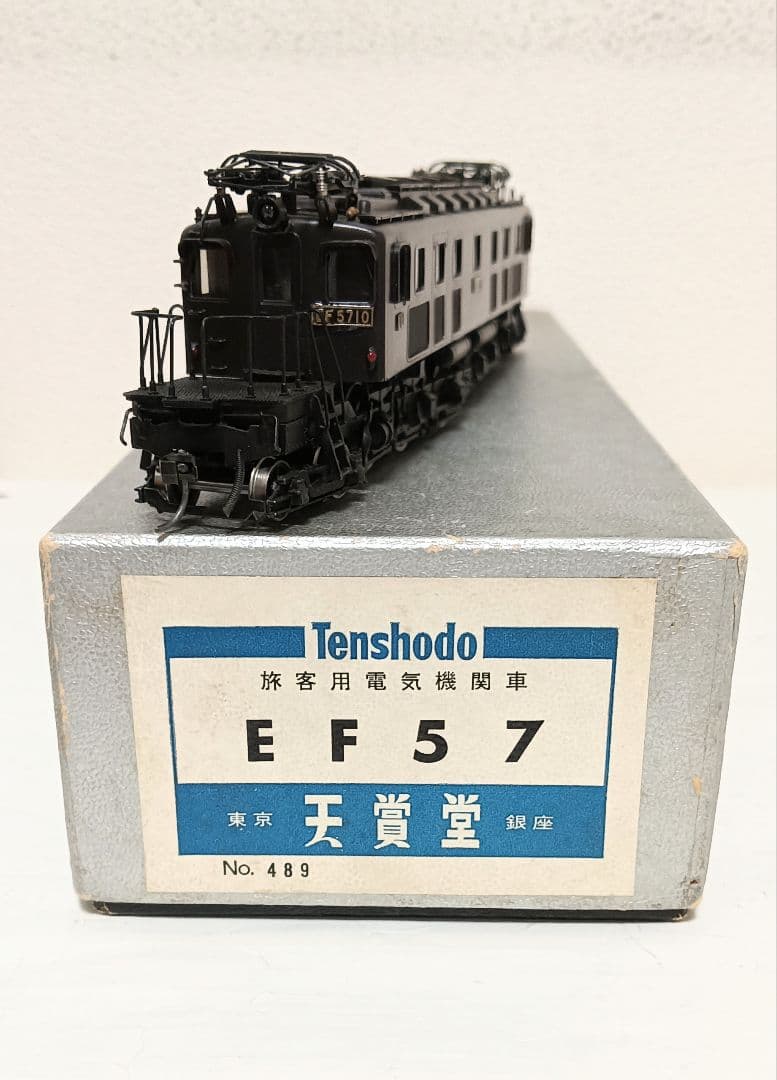 EF5710
Tenshodo
旅客用電気機関車
EF57
東京 天賞堂 銀座
No. 489